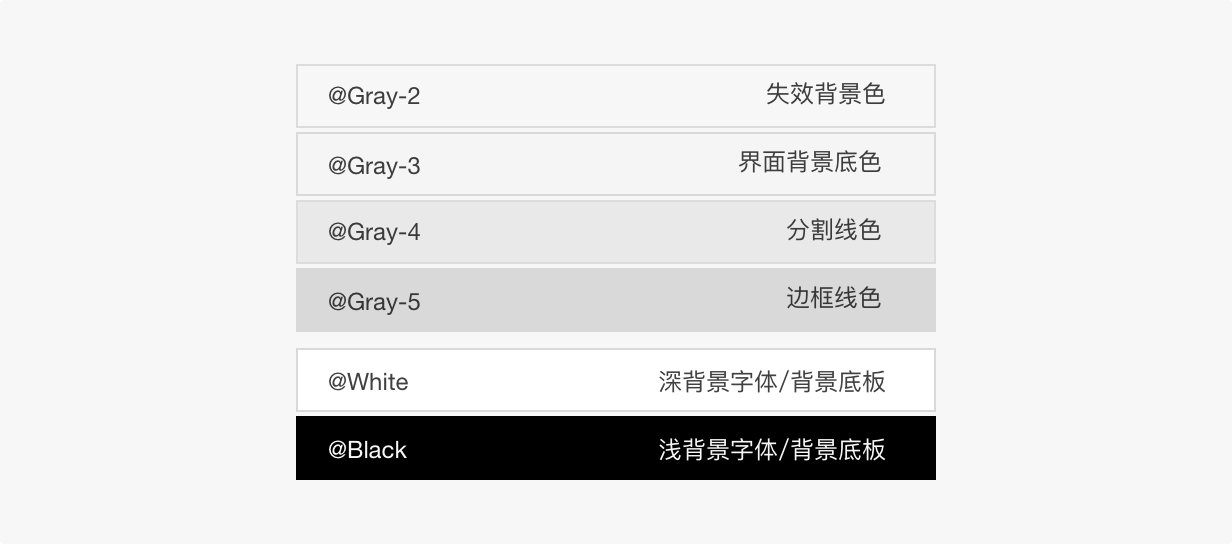 @Gray-2 失效背景色
@Gray-3 界面背景底色
@Gray-4 分割线色
@Gray-5 边框线色
@White 深背景字体/背景底板
@Black 浅背景字体/背景底板